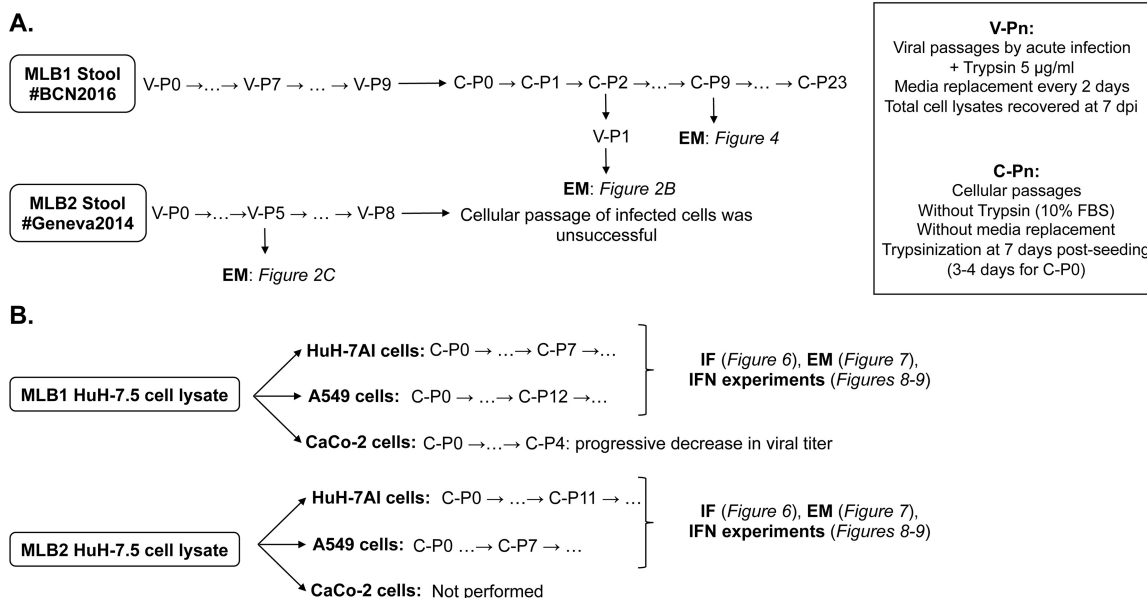 A.
MLB1 Stool
#BCN2016
V-P0 →…→ V-P7 → … → V-P9 → C-P0 → C-P1 → C-P2 →…→ C-P9 →… → C-P23
V-P1
EM: Figure 4
EM: Figure 2B
MLB2 Stool
#Geneva2014
V-P0 →…→V-P5 → … → V-P8 → Cellular passage of infected cells was
unsuccessful
EM: Figure 2C
V-Pn:
Viral passages by acute infection
+ Trypsin 5 µg/ml
Media replacement every 2 days
Total cell lysates recovered at 7 dpi
C-Pn:
Cellular passages
Without Trypsin (10% FBS)
Without media replacement
Trypsinization at 7 days post-seeding
(3-4 days for C-P0)
B.
MLB1 HuH-7.5 cell lysate
HuH-7AI cells: C-P0 → …→ C-P7 →…
A549 cells: C-P0 → …→ C-P12 →…
CaCo-2 cells: C-P0 →…→ C-P4: progressive decrease in viral titer
IF (Figure 6), EM (Figure 7),
IFN experiments (Figures 8-9)
MLB2 HuH-7.5 cell lysate
HuH-7AI cells: C-P0 → …→ C-P11 → …
A549 cells: C-P0 …→ C-P7 → …
CaCo-2 cells: Not performed
IF (Figure 6), EM (Figure 7),
IFN experiments (Figures 8-9)